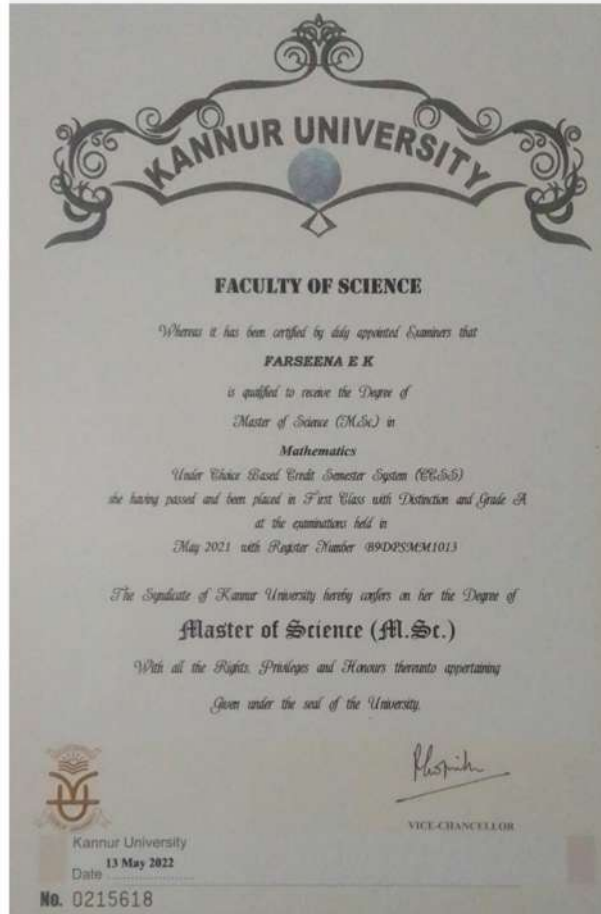 KANNUR UNIVERSITY
FACULTY OF SCIENCE
Whereas it has been certified by duly appointed Examiners that
FARSEENA E K
is qualified to receive the Degree of
Master of Science (M.Sc.) in
Mathematics
Under Choice Based Credit Semester System (CCSS)
she having passed and been placed in First Class with Distinction and Grade A
at the examinations held in
May 2021 with Register Number B9DPSMM1013
The Syndicate of Kannur University hereby confers on her the Degree of
Master of Science (M.Sc.)
With all the Rights, Privileges and Honours thereunto appertaining
Given under the seal of the University.
VICE-CHANCELLOR
Kannur University
Date 13 May 2022
No. 0215618